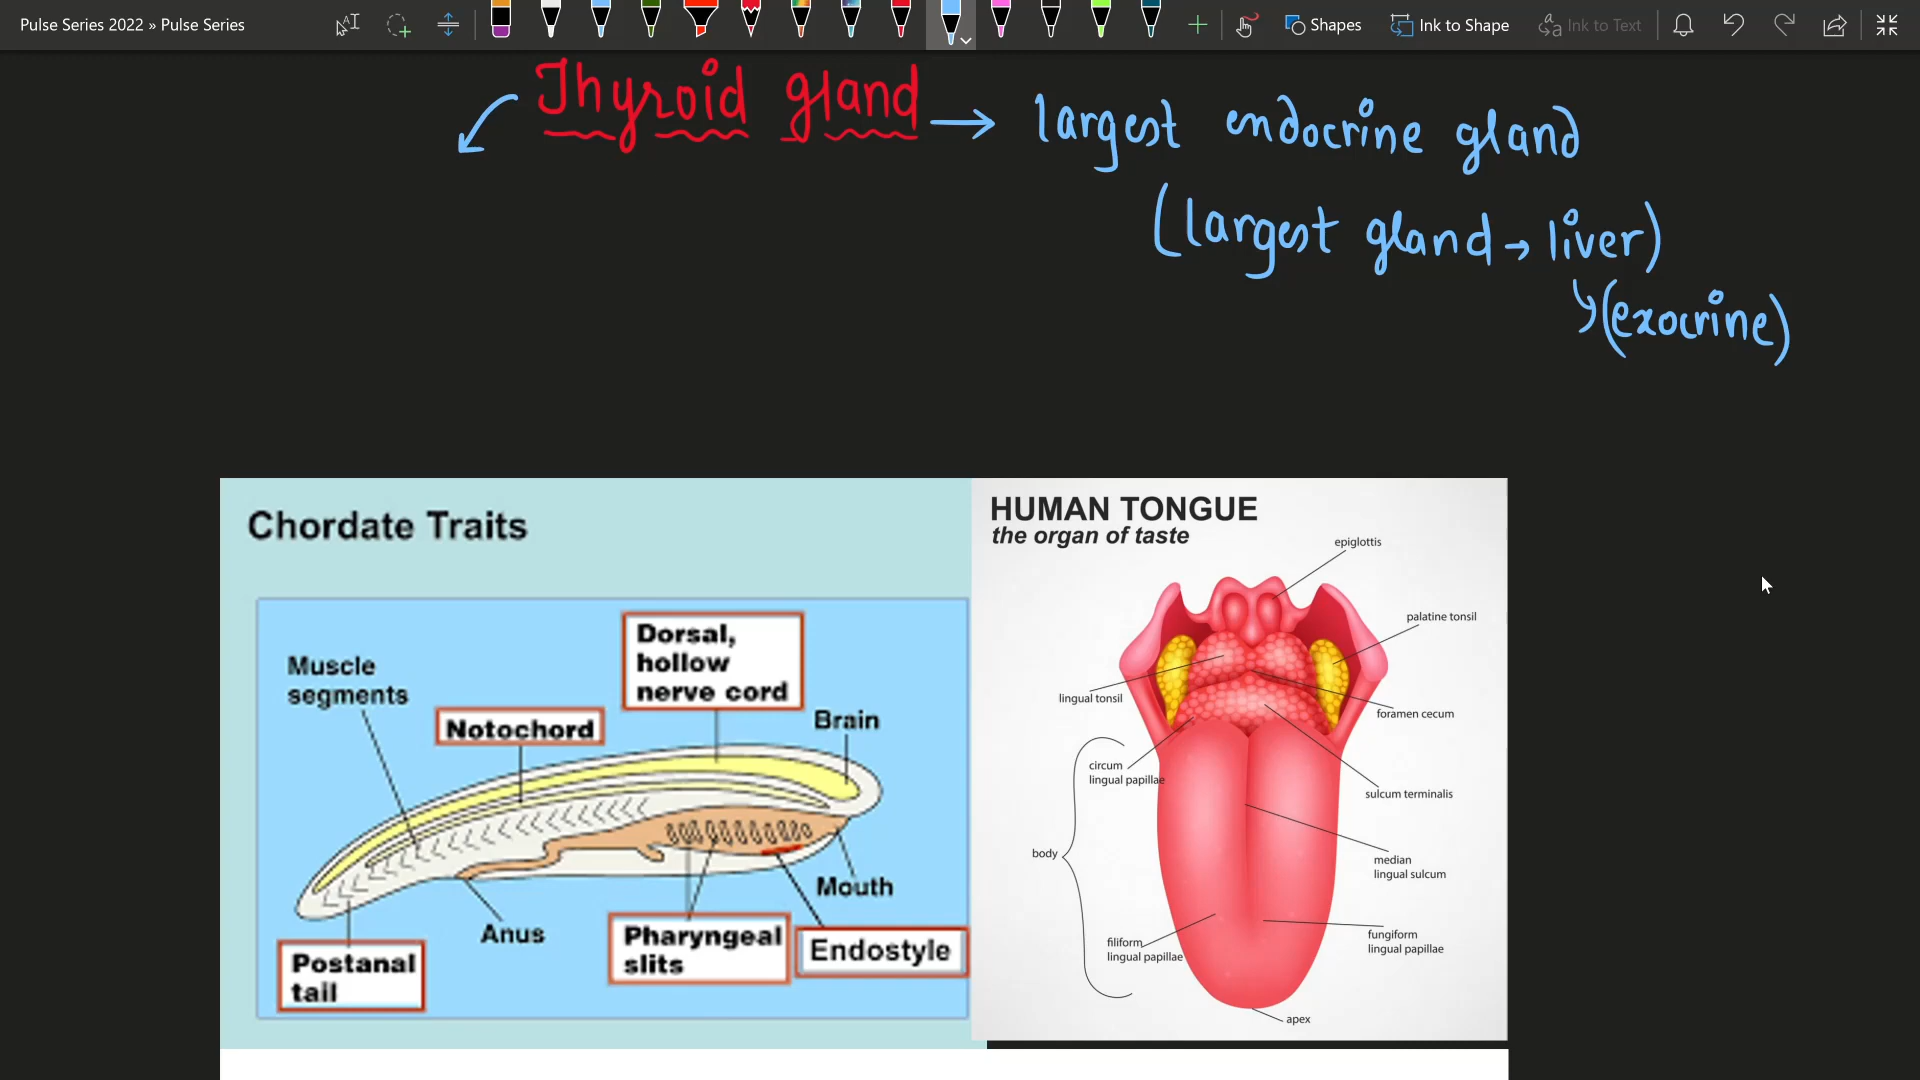 Pulse Series 2022 » Pulse Series
Shapes
Ink to Shape
Ink to Text
Thyroid gland → largest endocrine gland
(largest gland → liver)
(exocrine)
Chordate Traits
Muscle
segments
Notochord
Dorsal,
hollow
nerve cord
Brain
Mouth
Anus
Postanal
tail
Pharyngeal
slits
Endostyle
HUMAN TONGUE
the organ of taste
epiglottis
palatine tonsil
lingual tonsil
foramen cecum
circum
lingual papillae
sulcum terminalis
body
median
lingual sulcum
filiform
lingual papillae
fungiform
lingual papillae
apex